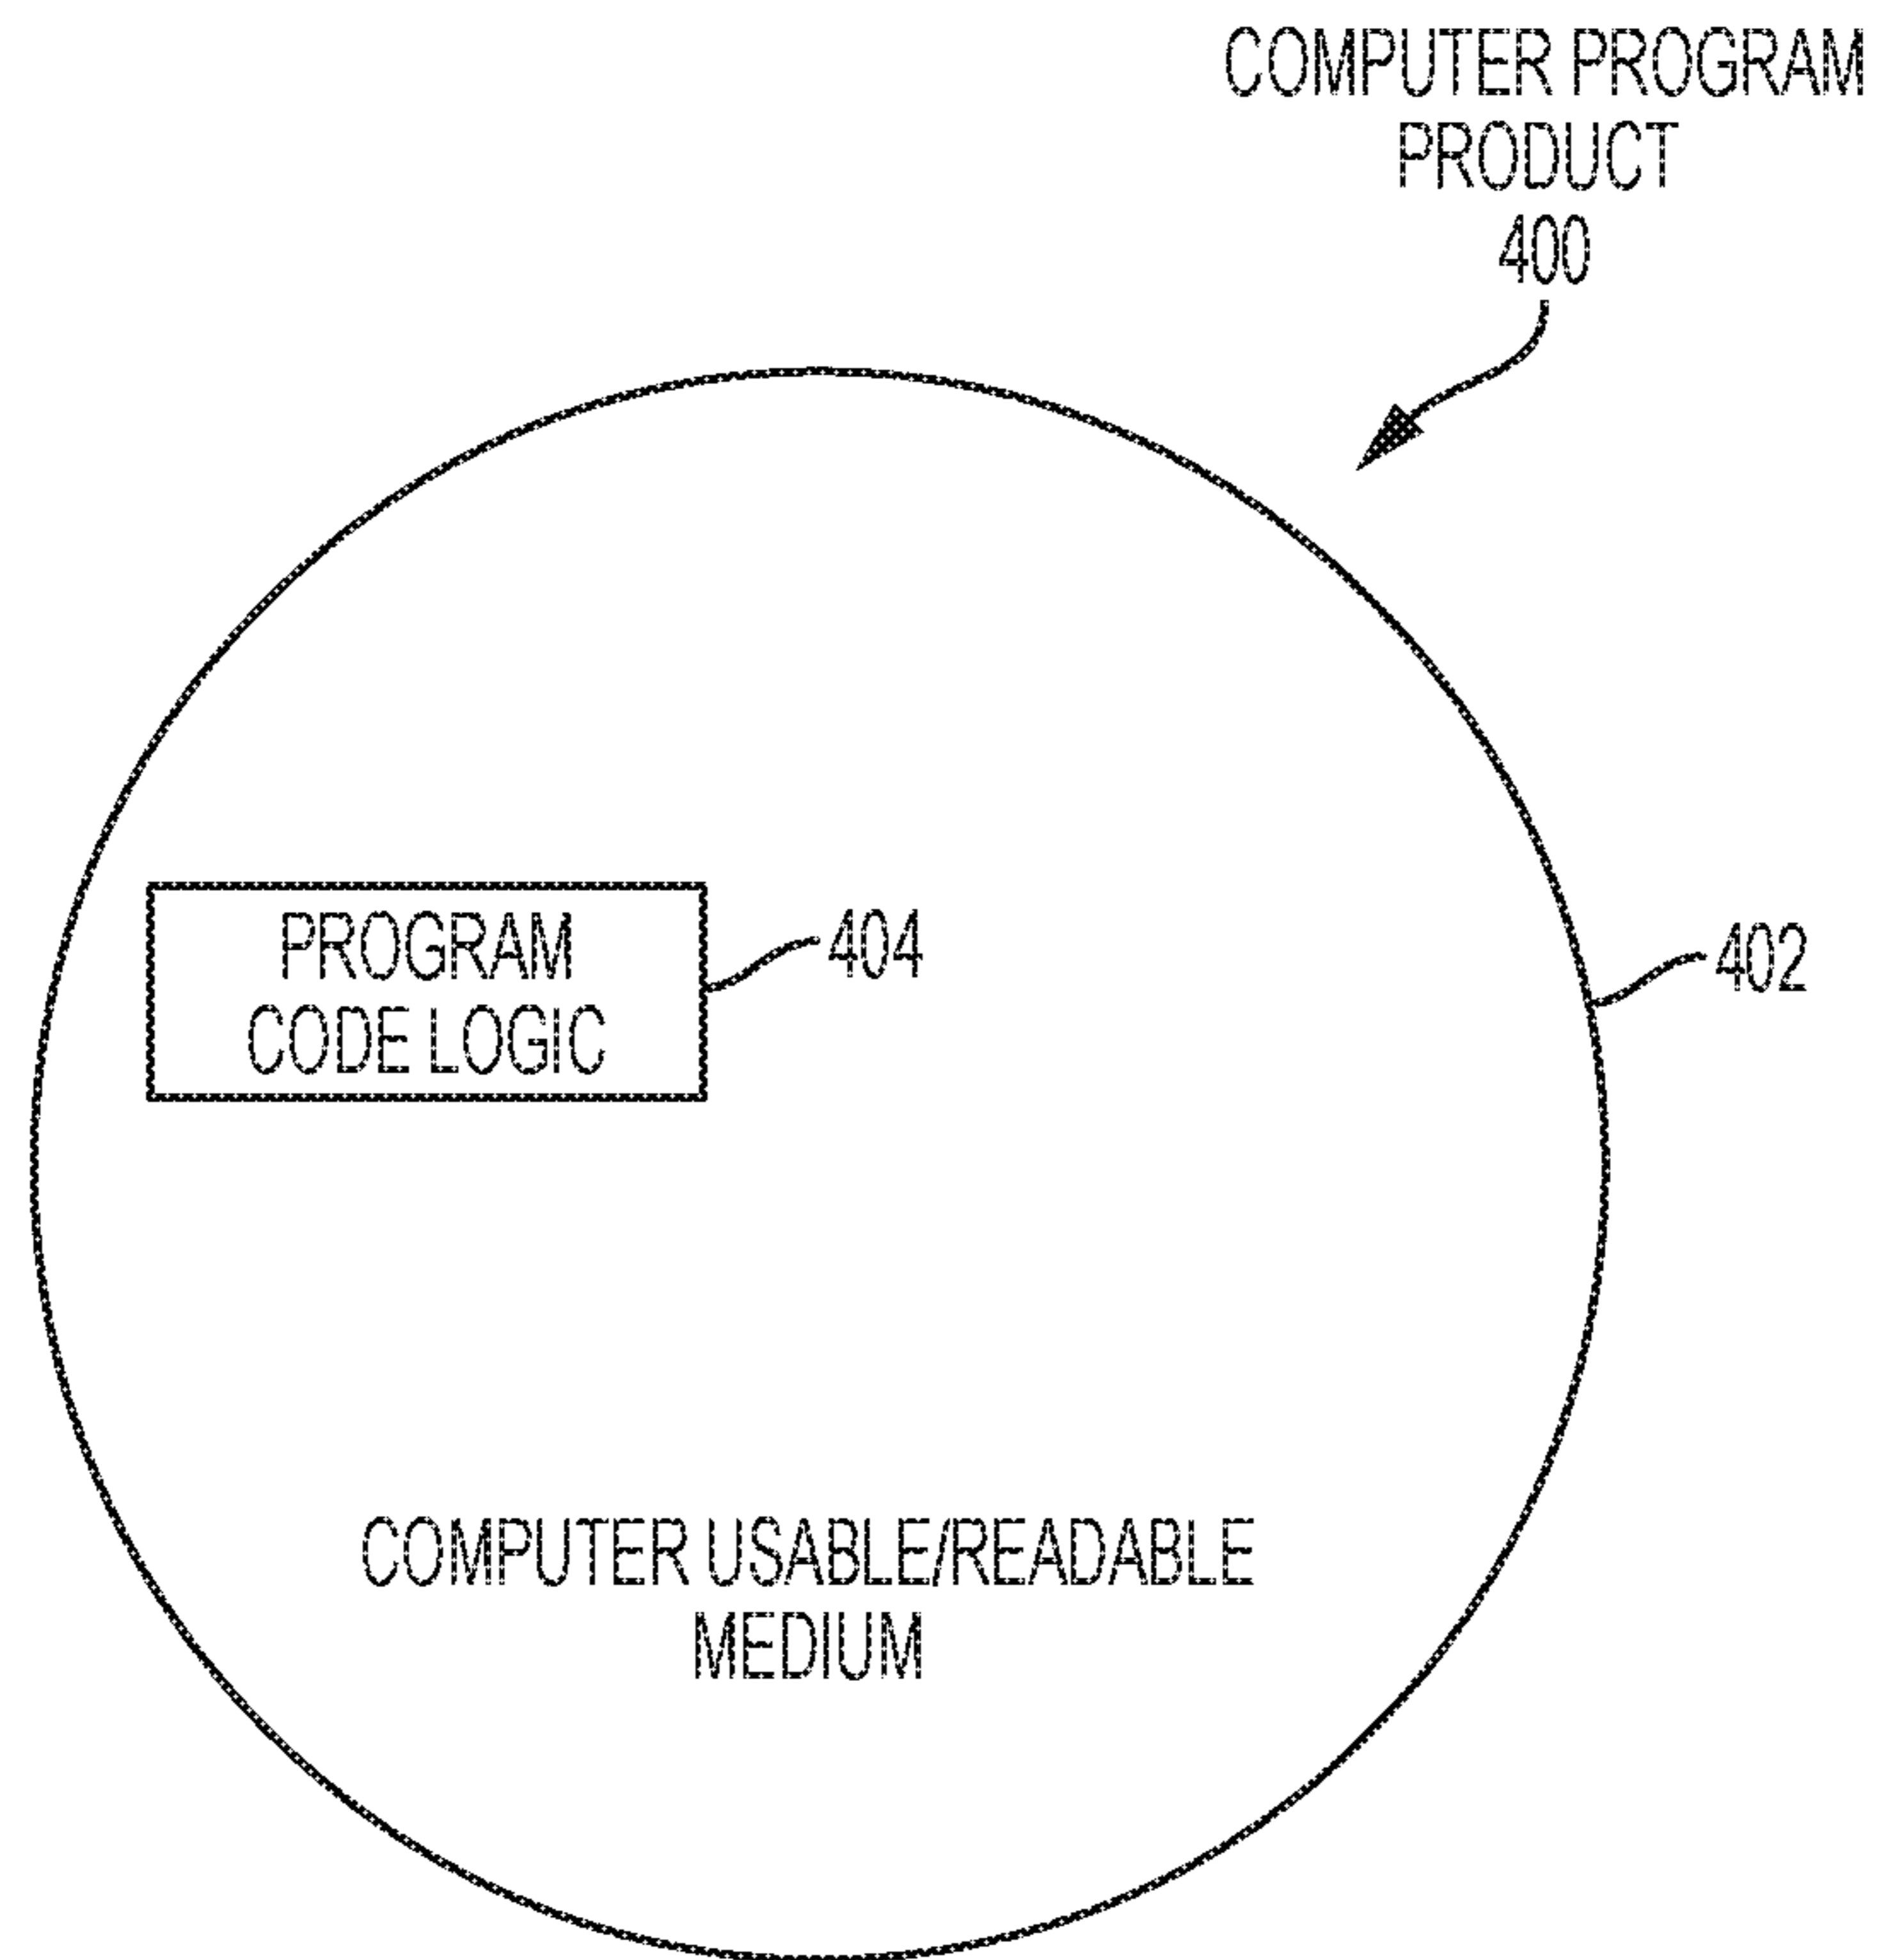 COMPUTER PROGRAM
PRODUCT
400
PROGRAM
CODE LOGIC
404
402
COMPUTER USABLE/READABLE
MEDIUM